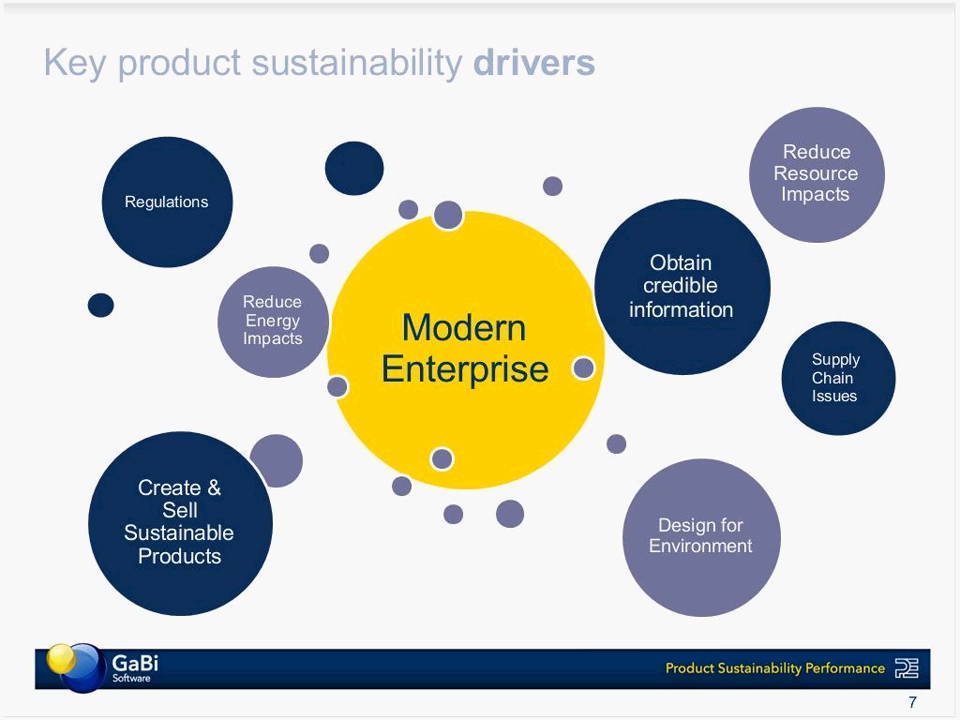 Key product sustainability drivers
Regulations
Reduce
Resource
Impacts
Obtain
credible
information
Reduce
Energy
Impacts
Modern
Enterprise
Supply
Chain
Issues
Create &
Sell
Sustainable
Products
Design for
Environment
GaBi
Software
Product Sustainability Performance
PE
7